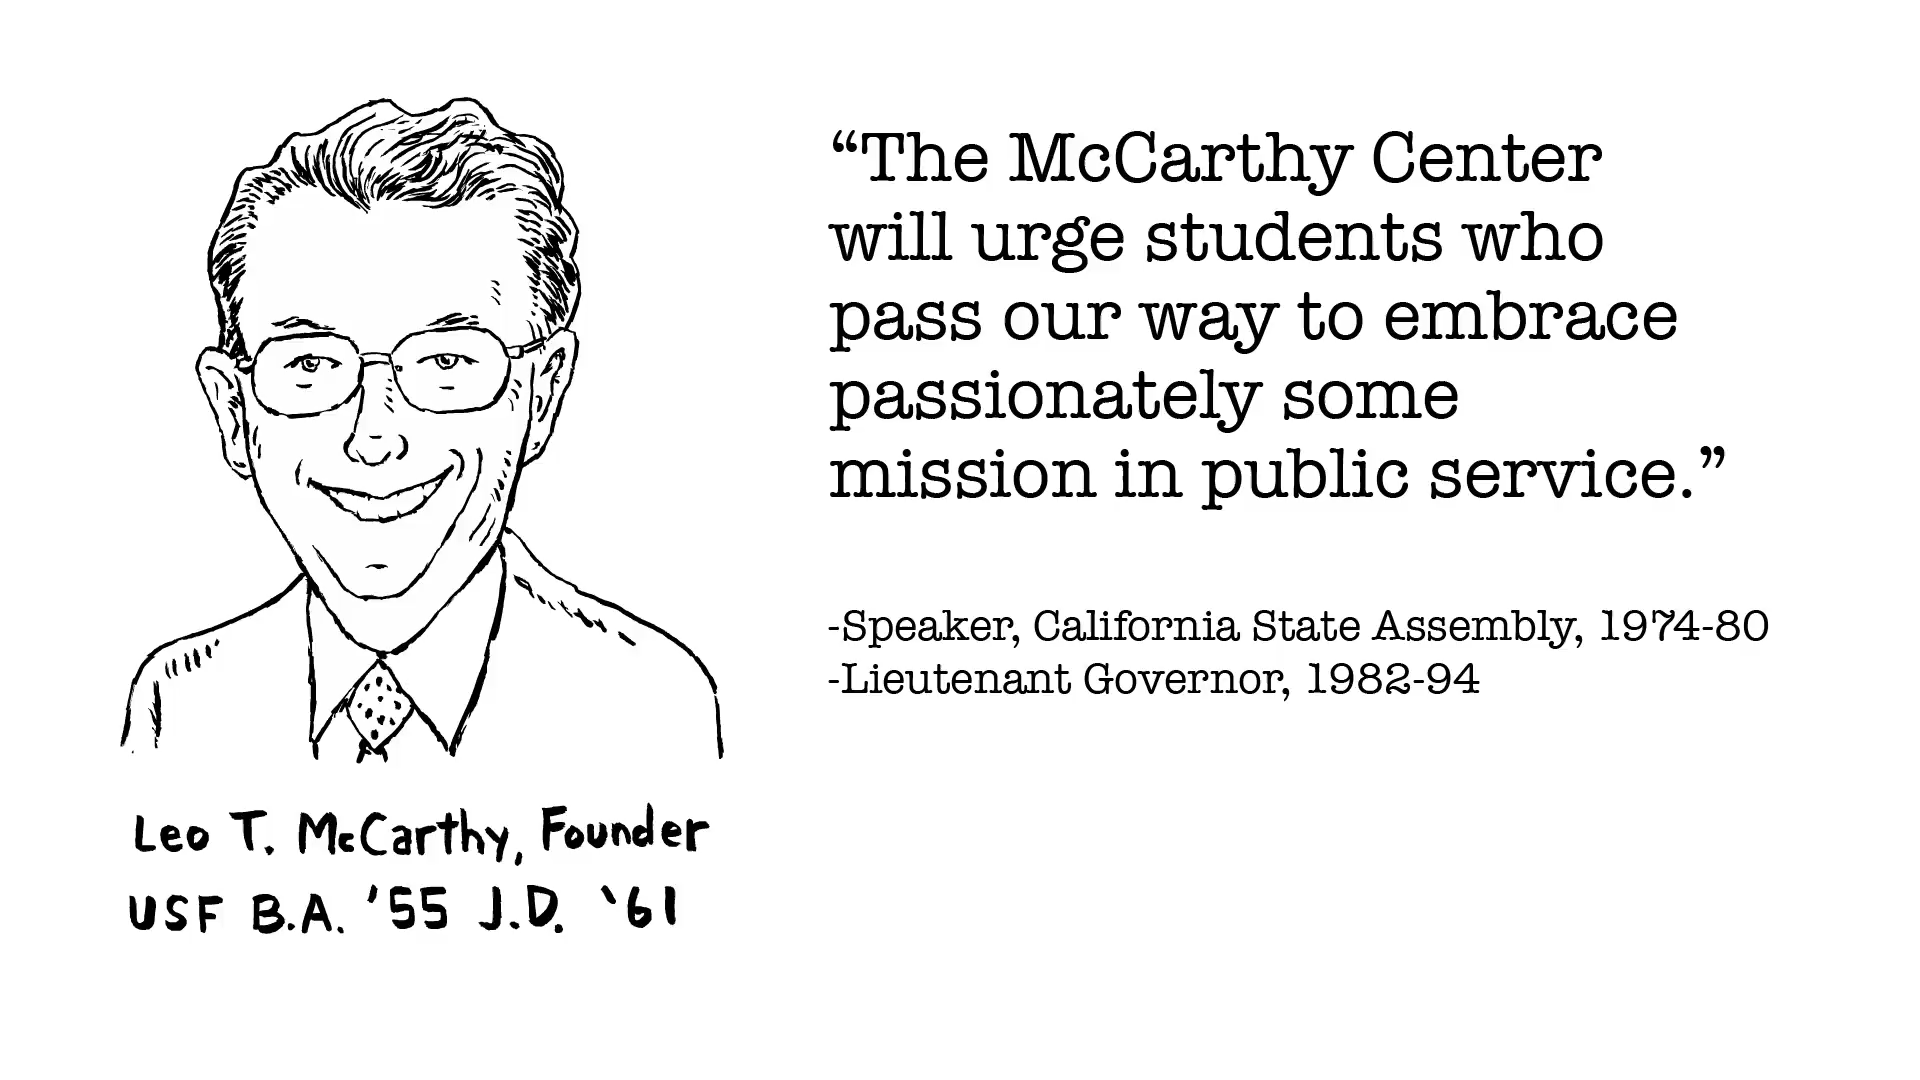 “The McCarthy Center
will urge students who
pass our way to embrace
passionately some
mission in public service.”
-Speaker, California State Assembly, 1974-80
-Lieutenant Governor, 1982-94
Leo T. McCarthy, Founder
USF B.A. ’55 J.D. ‘61